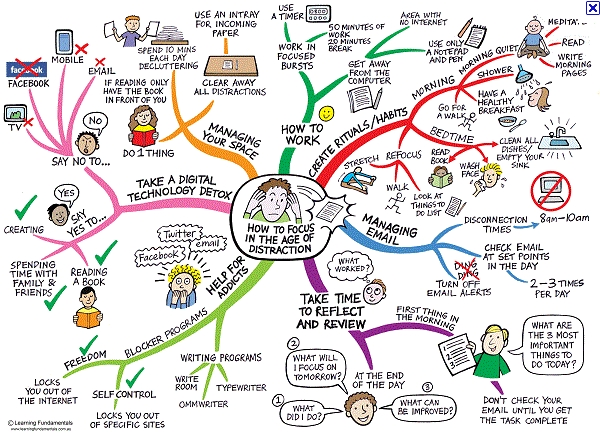 HOW TO FOCUS
IN THE AGE OF
DISTRACTION
HOW TO
WORK
WORK IN
FOCUSED
BURSTS
USE
A TIMER
50 MINUTES OF
WORK
20 MINUTES
BREAK
GET AWAY
FROM THE
COMPUTER
AREA WITH
NO INTERNET
USE ONLY
A NOTEPAD
AND PEN
CREATE RITUALS/HABITS
MORNING
MORNING QUIET
MEDITA...
READ
WRITE
MORNING
PAGES
SHOWER
HAVE A
HEALTHY
BREAKFAST
GO FOR
A WALK
BEDTIME
CLEAN ALL
DISHES/
EMPTY YOUR
SINK
READ
BOOK
WASH
FACE
REFOCUS
STRETCH
WALK
LOOK AT
THINGS TO
DO LIST
MANAGING
EMAIL
DISCONNECTION
TIMES
8am-10am
CHECK EMAIL
AT SET POINTS
IN THE DAY
2-3 TIMES
PER DAY
DING
DING
TURN OFF
EMAIL ALERTS
TAKE TIME
TO REFLECT
AND REVIEW
WHAT
WORKED?
FIRST THING IN
THE MORNING
WHAT ARE
THE 3 MOST
IMPORTANT
THINGS TO
DO TODAY?
1
2
3
DON'T CHECK
YOUR
EMAIL UNTIL YOU GET
THE TASK COMPLETE
AT THE END
OF THE DAY
1
WHAT
DID I DO?
2
WHAT WILL
I FOCUS ON
TOMORROW?
3
WHAT CAN
BE IMPROVED?
HELP FOR
ADDICTS
Twitter
email
Facebook
BLOCKER PROGRAMS
FREEDOM
LOCKS
YOU OUT OF
THE INTERNET
SELF CONTROL
LOCKS YOU OUT
OF SPECIFIC SITES
WRITING PROGRAMS
WRITE
ROOM
OMMWRITER
TYPEWRITER
TAKE A DIGITAL
TECHNOLOGY DETOX
SAY NO TO...
NO
facebook
FACEBOOK
MOBILE
EMAIL
TV
SAY
YES TO...
YES
CREATING
SPENDING
TIME WITH
FAMILY &
FRIENDS
READING
A BOOK
MANAGING
YOUR SPACE
DO 1 THING
IF READING ONLY
HAVE THE BOOK
IN FRONT OF YOU
SPEND 10 MINS
EACH DAY
DECLUTTERING
CLEAR AWAY
ALL DISTRACTIONS
USE AN INTRAY
FOR INCOMING
PAPER
© Learning Fundamentals
www.learningfundamentals.com.au